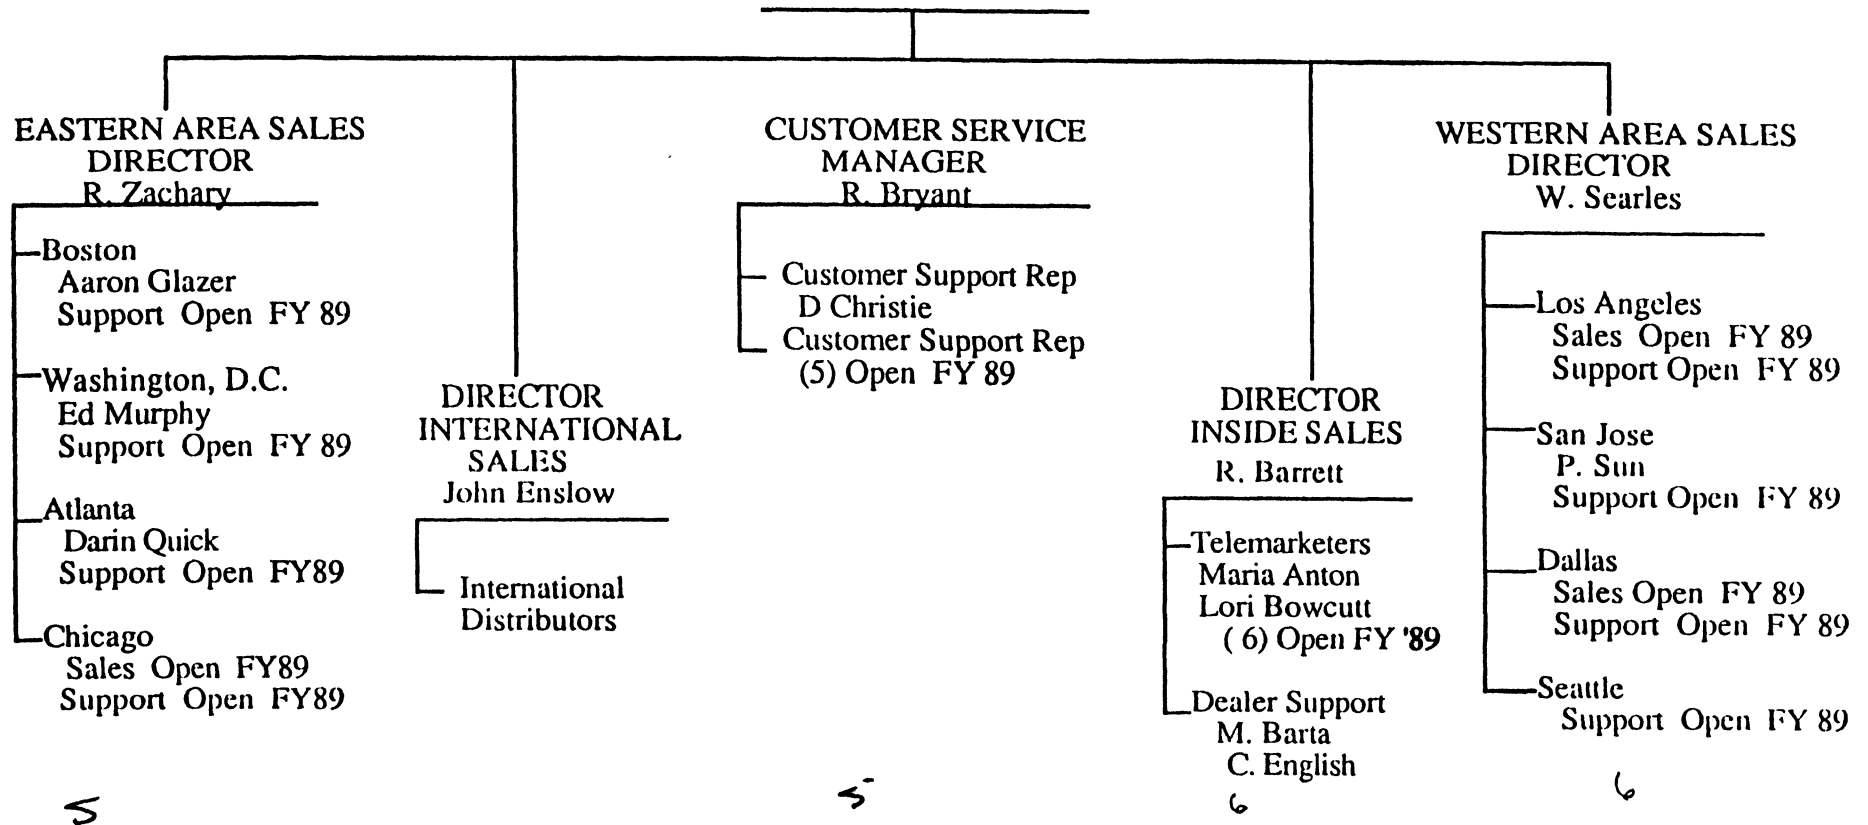 EASTERN AREA SALES
DIRECTOR
R. Zachary
Boston
Aaron Glazer
Support Open FY 89
Washington, D.C.
Ed Murphy
Support Open FY 89
Atlanta
Darin Quick
Support Open FY89
Chicago
Sales Open FY89
Support Open FY89
5
DIRECTOR
INTERNATIONAL
SALES
John Enslow
International
Distributors
CUSTOMER SERVICE
MANAGER
R. Bryant
Customer Support Rep
D Christie
Customer Support Rep
(5) Open FY 89
5
DIRECTOR
INSIDE SALES
R. Barrett
Telemarketers
Maria Anton
Lori Bowcutt
( 6) Open FY '89
Dealer Support
M. Barta
C. English
6
WESTERN AREA SALES
DIRECTOR
W. Searles
Los Angeles
Sales Open FY 89
Support Open FY 89
San Jose
P. Sun
Support Open FY 89
Dallas
Sales Open FY 89
Support Open FY 89
Seattle
Support Open FY 89
6